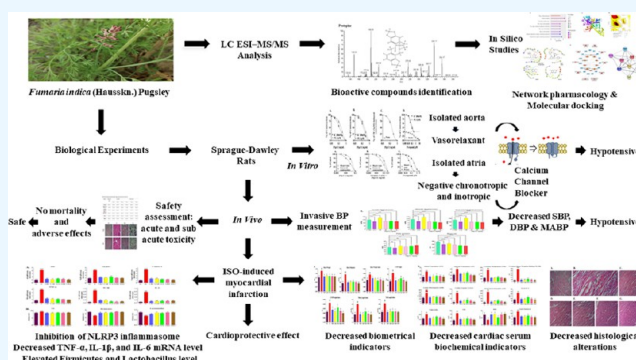 LC ESI–MS/MS
Analysis
In Silico
Studies
Fumaria indica (Hausskn.) Pugsley
Bioactive compounds identification
Network pharmacology &
Molecular docking
Biological Experiments
Sprague-Dawley
Rats
In Vitro
Isolated aorta
Vasorelaxant
Isolated atria
Negative chronotropic
and inotropic
Calcium
Channel
Blocker
Hypotensive
Safe
No mortality
and
adverse effects
Safety
assessment:
acute and sub
acute toxicity
In Vivo
Invasive BP
measurement
Decreased SBP,
DBP & MABP
Hypotensive
ISO-induced
myocardial
infarction
Cardioprotective effect
Inhibition of NLRP3 inflammasome
Decreased TNF-α, IL-1β, and IL-6 mRNA level
Elevated Firmicutes and Lactobacillus level
Decreased biometrical
indicators
Decreased cardiac serum
biochemical indicators
Decreased histological
alterations